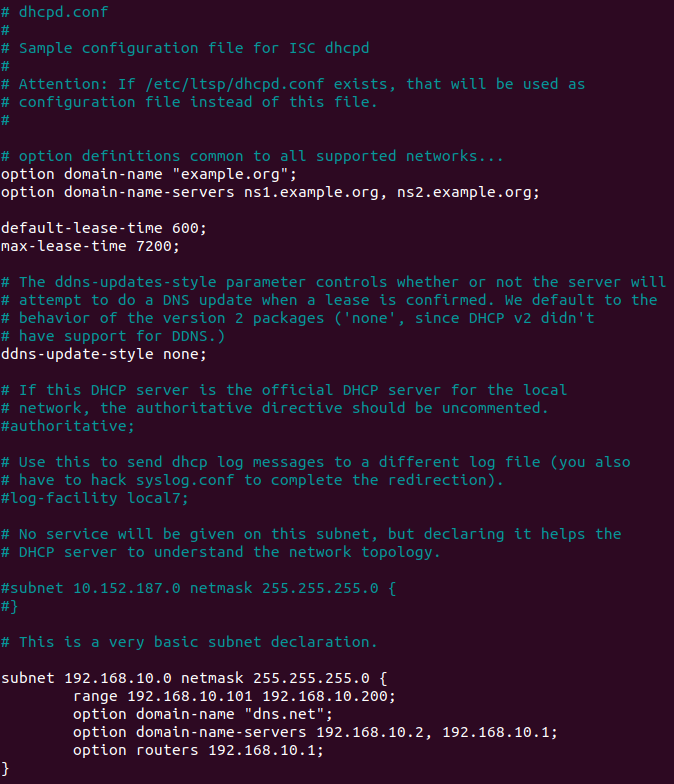 # dhcpd.conf
#
# Sample configuration file for ISC dhcpd
#
# Attention: If /etc/ltsp/dhcpd.conf exists, that will be used as
# configuration file instead of this file.
#
# option definitions common to all supported networks...
option domain-name "example.org";
option domain-name-servers ns1.example.org, ns2.example.org;
default-lease-time 600;
max-lease-time 7200;
# The ddns-updates-style parameter controls whether or not the server will
# attempt to do a DNS update when a lease is confirmed. We default to the
# behavior of the version 2 packages ('none', since DHCP v2 didn't
# have support for DDNS.)
ddns-update-style none;
# If this DHCP server is the official DHCP server for the local
# network, the authoritative directive should be uncommented.
#authoritative;
# Use this to send dhcp log messages to a different log file (you also
# have to hack syslog.conf to complete the redirection).
#log-facility local7;
# No service will be given on this subnet, but declaring it helps the
# DHCP server to understand the network topology.
#subnet 10.152.187.0 netmask 255.255.255.0 {
#}
# This is a very basic subnet declaration.
subnet 192.168.10.0 netmask 255.255.255.0 {
        range 192.168.10.101 192.168.10.200;
        option domain-name "dns.net";
        option domain-name-servers 192.168.10.2, 192.168.10.1;
        option routers 192.168.10.1;
}